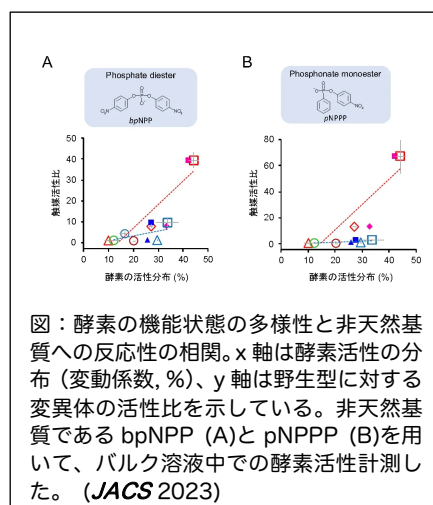 A
Phosphate diester
O₂N
O
P
O
O
O⁻
NO₂
bpNPP
B
Phosphonate monoester
O
⁻O
P
O
NO₂
pNPPP
触媒活性比
50
40
30
20
10
0
0 10 20 30 40 50
酵素の活性分布 (%)
触媒活性比
80
60
40
20
0
0 10 20 30 40 50
酵素の活性分布 (%)
図：酵素の機能状態の多様性と非天然基
質への反応性の相関。x 軸は酵素活性の分
布（変動係数, %）、y 軸は野生型に対する
変異体の活性比を示している。非天然基
質である bpNPP (A)と pNPPP (B)を用
いて、バルク溶液中での酵素活性計測し
た。 (JACS 2023)